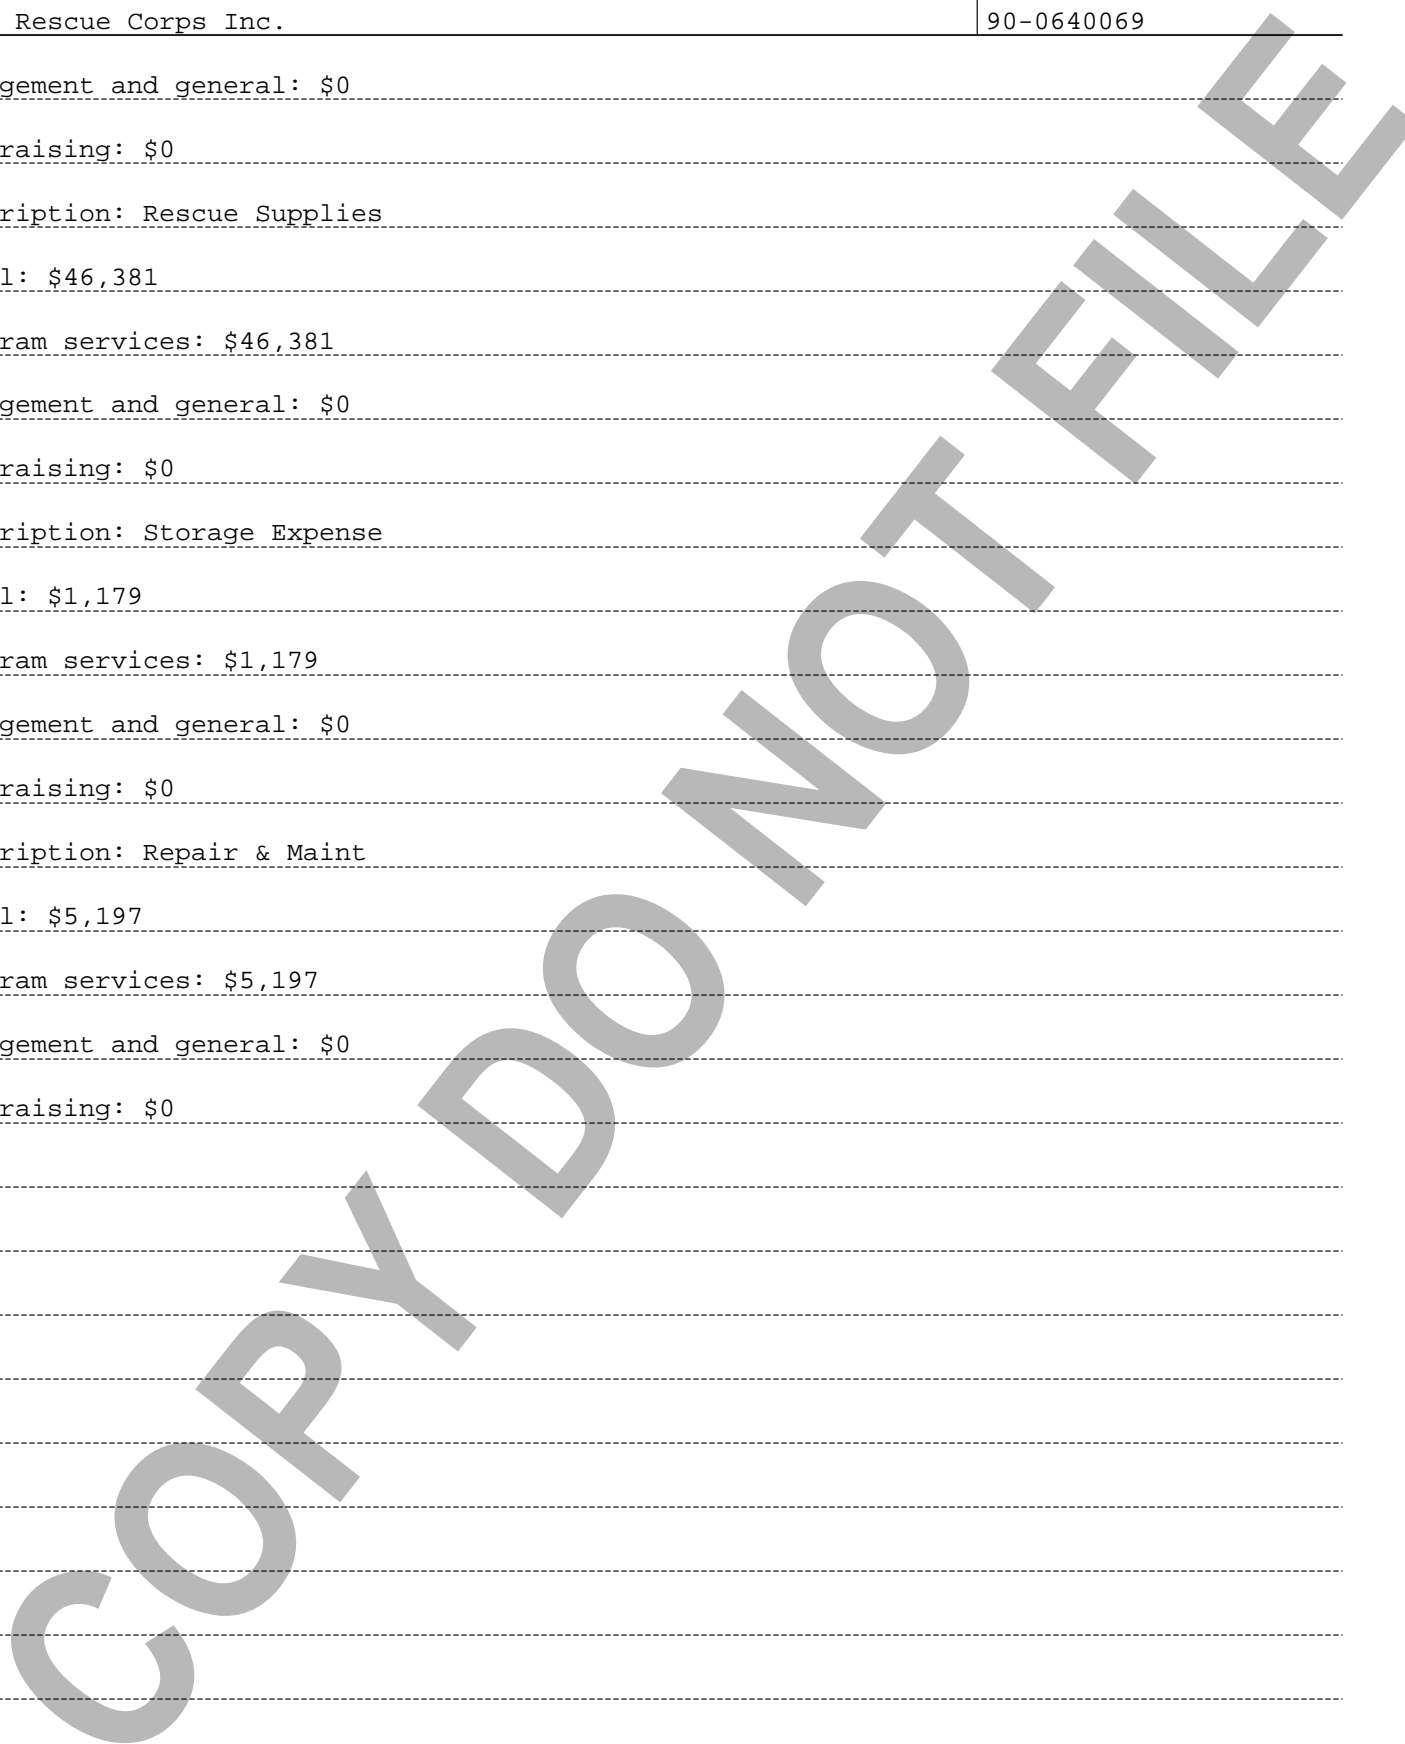 Rescue Corps Inc. 90-0640069
gement and general: $0
raising: $0
ription: Rescue Supplies
l: $46,381
ram services: $46,381
gement and general: $0
raising: $0
ription: Storage Expense
l: $1,179
ram services: $1,179
gement and general: $0
raising: $0
ription: Repair & Maint
l: $5,197
ram services: $5,197
gement and general: $0
raising: $0
COPY DO NOT FILE